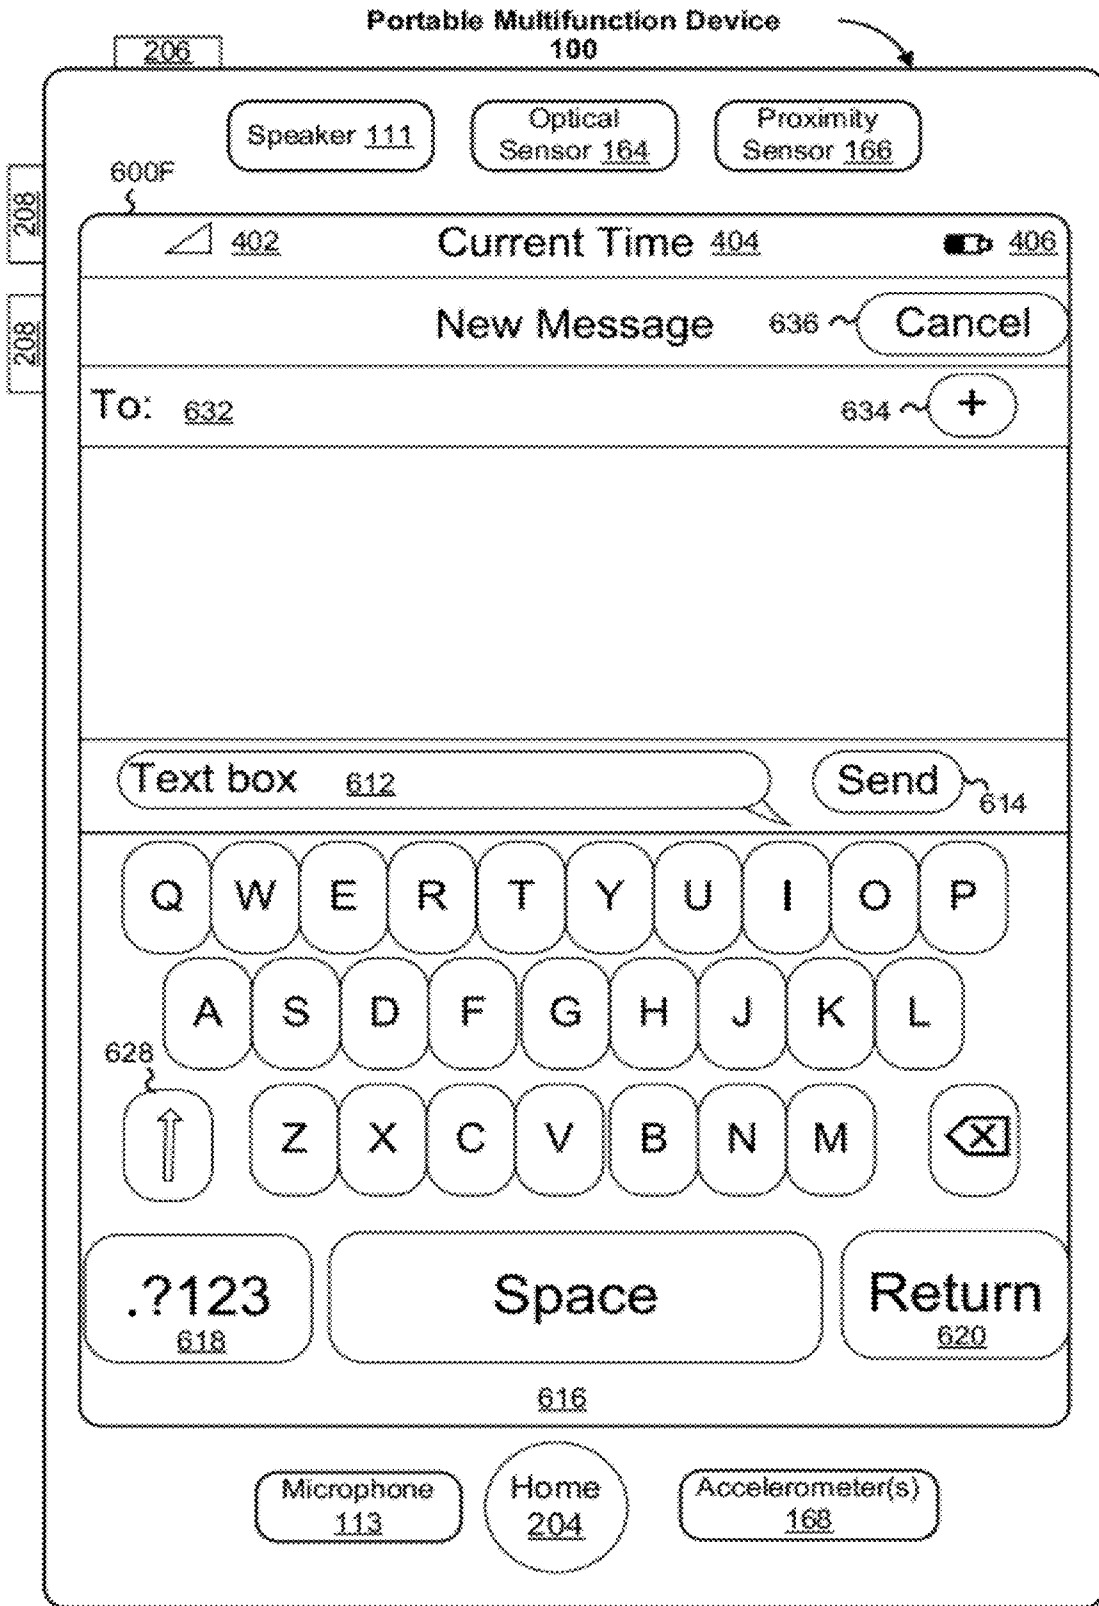 Portable Multifunction Device
100
206
Speaker 111
Optical
Sensor 164
Proximity
Sensor 166
600F
208
208
402 Current Time 404 406
New Message 636 Cancel
To: 632 634 +
Text box 612 Send 614
Q W E R T Y U I O P
A S D F G H J K L
628
Z X C V B N M X
.?123
618
Space
Return
620
616
Microphone
113
Home
204
Accelerometer(s)
168